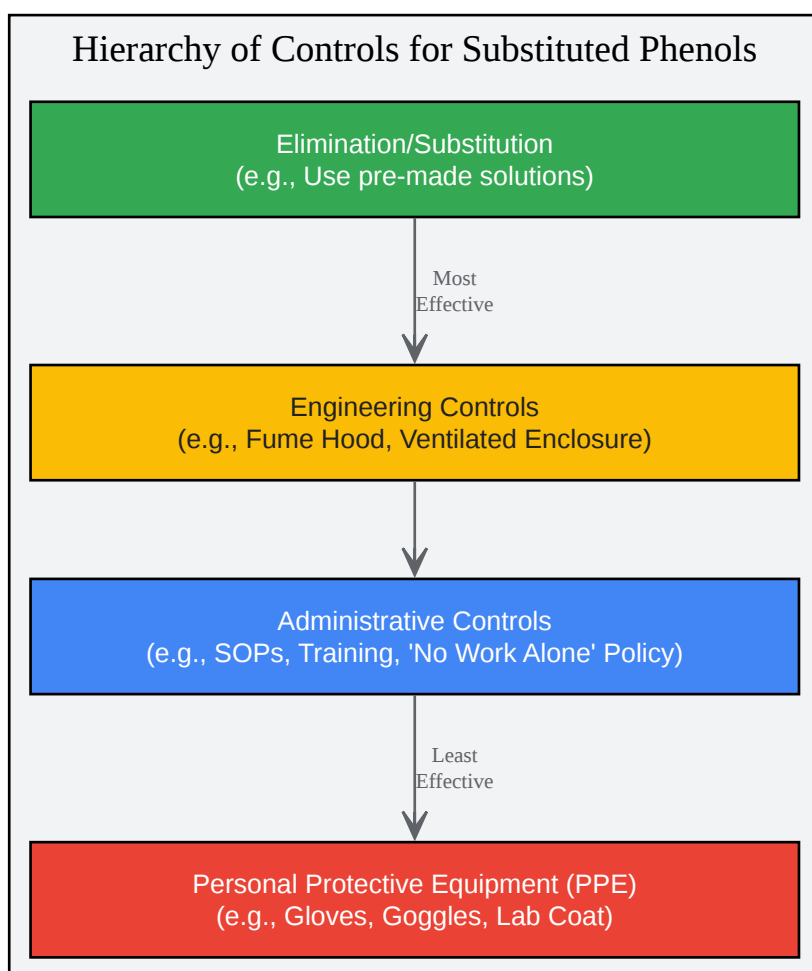 Hierarchy of Controls for Substituted Phenols
Elimination/Substitution
(e.g., Use pre-made solutions)
Most
Effective
Engineering Controls
(e.g., Fume Hood, Ventilated Enclosure)
Administrative Controls
(e.g., SOPs, Training, 'No Work Alone' Policy)
Least
Effective
Personal Protective Equipment (PPE)
(e.g., Gloves, Goggles, Lab Coat)